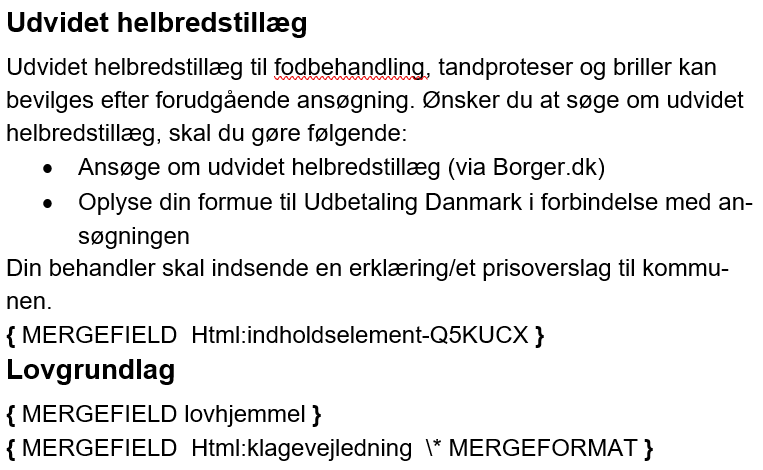 Udvidet helbredstillæg
Udvidet helbredstillæg til fodbehandling, tandproteser og briller kan
bevilges efter forudgående ansøgning. Ønsker du at søge om udvidet
helbredstillæg, skal du gøre følgende:
• Ansøge om udvidet helbredstillæg (via Borger.dk)
• Oplyse din formue til Udbetaling Danmark i forbindelse med an-
søgningen
Din behandler skal indsende en erklæring/et prisoverslag til kommu-
nen.
{ MERGEFIELD  Html:indholdselement-Q5KUCX }
Lovgrundlag
{ MERGEFIELD lovhjemmel }
{ MERGEFIELD  Html:klagevejledning  \* MERGEFORMAT }